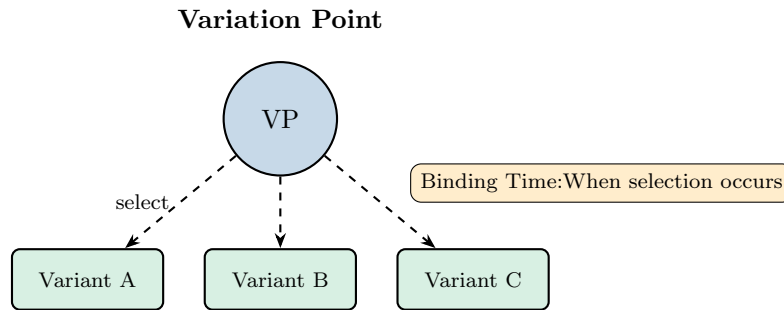 Variation Point
VP
Binding Time:When selection occurs
select
Variant A
Variant B
Variant C